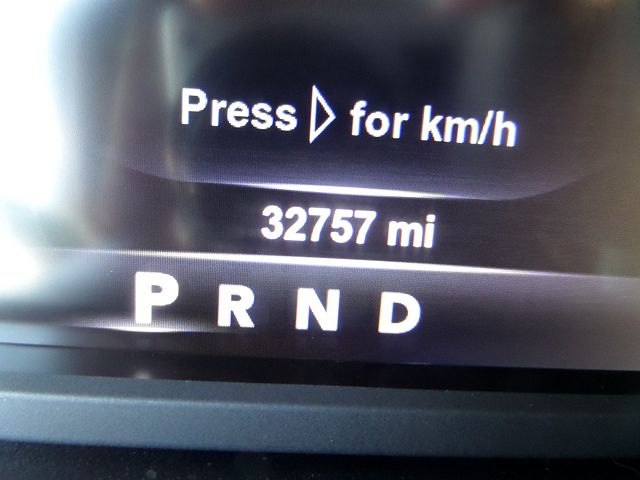 Press ▷ for km/h
32757 mi
P R N D